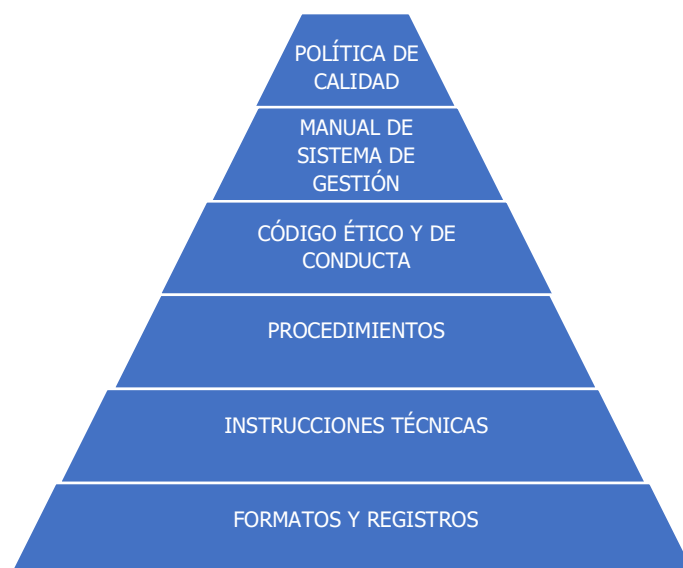 POLÍTICA DE
CALIDAD
MANUAL DE
SISTEMA DE
GESTIÓN
CÓDIGO ÉTICO Y DE
CONDUCTA
PROCEDIMIENTOS
INSTRUCCIONES TÉCNICAS
FORMATOS Y REGISTROS